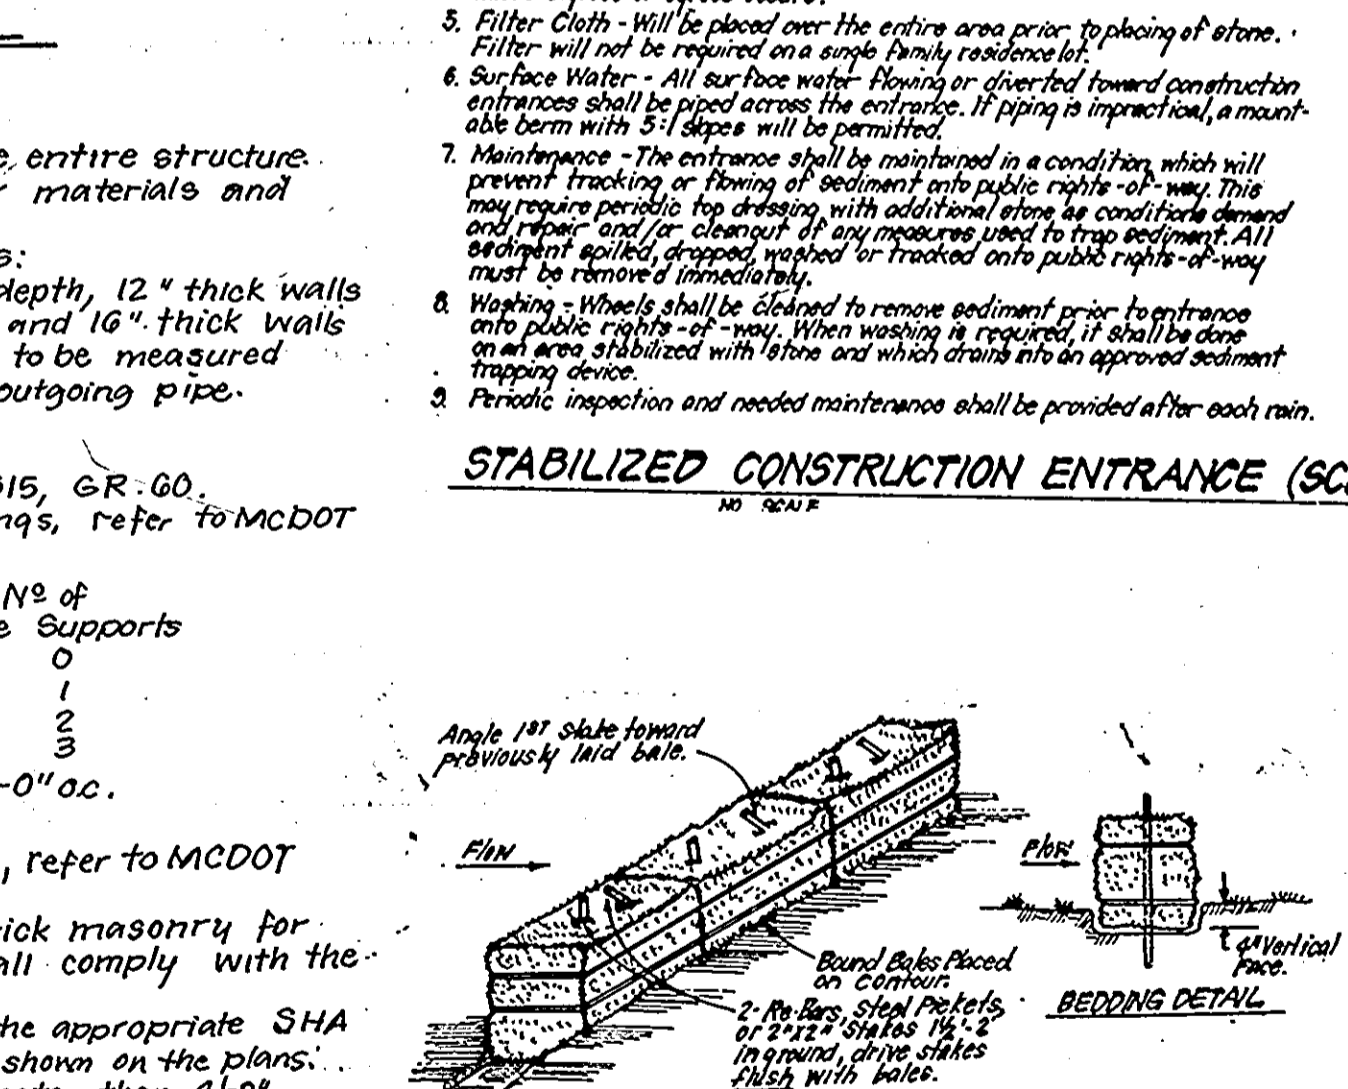 e, entire structure.
materials and
s:
depth, 12" thick walls
and 16" thick walls
to be measured
outgoing pipe.
615, GR. 60.
ngs, refer to MCDOT
Nº of
e Supports
0
1
2
3
-0" o.c.
, refer to MCDOT
ick masonry for
all comply with the
he appropriate SHA
shown on the plans.
than
5. Filter Cloth - Will be placed over the entire area prior to placing of stone.
Filter will not be required on a single family residence lot.
6. Surface Water - All surface water flowing or diverted toward construction
entrances shall be piped across the entrance. If piping is impractical, a mount-
able berm with 5:1 slopes will be permitted.
7. Maintenance - The entrance shall be maintained in a condition which will
prevent tracking or flowing of sediment onto public rights-of-way. This
may require periodic top dressing with additional stone as conditions demand
and repair and/or cleanout of any measures used to trap sediment. All
sediment spilled, dropped, washed or tracked onto public rights-of-way
must be removed immediately.
8. Washing - Wheels shall be cleaned to remove sediment prior to entrance
onto public rights-of-way. When washing is required, it shall be done
on an area stabilized with stone and which drains into an approved sediment
trapping device.
9. Periodic inspection and needed maintenance shall be provided after each rain.
STABILIZED CONSTRUCTION ENTRANCE (SC
NO SCALE
Angle 1ST stake toward
previously laid bale.
Flow
Bound Bales Placed
on contour.
2-Re-Bars, Steel Pickets,
or 2"x2" Stakes 1½'-2'
in ground, drive stakes
flush with bales.
Flow
4" Vertical
Face.
BEDDING DETAIL